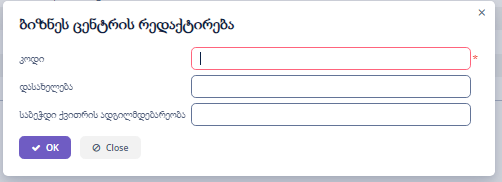 ბიზნეს ცენტრის რედაქტირება
კოდი
*
დასახელება
საბეჭდი ქვითრის ადგილმდებარეობა
OK
Close